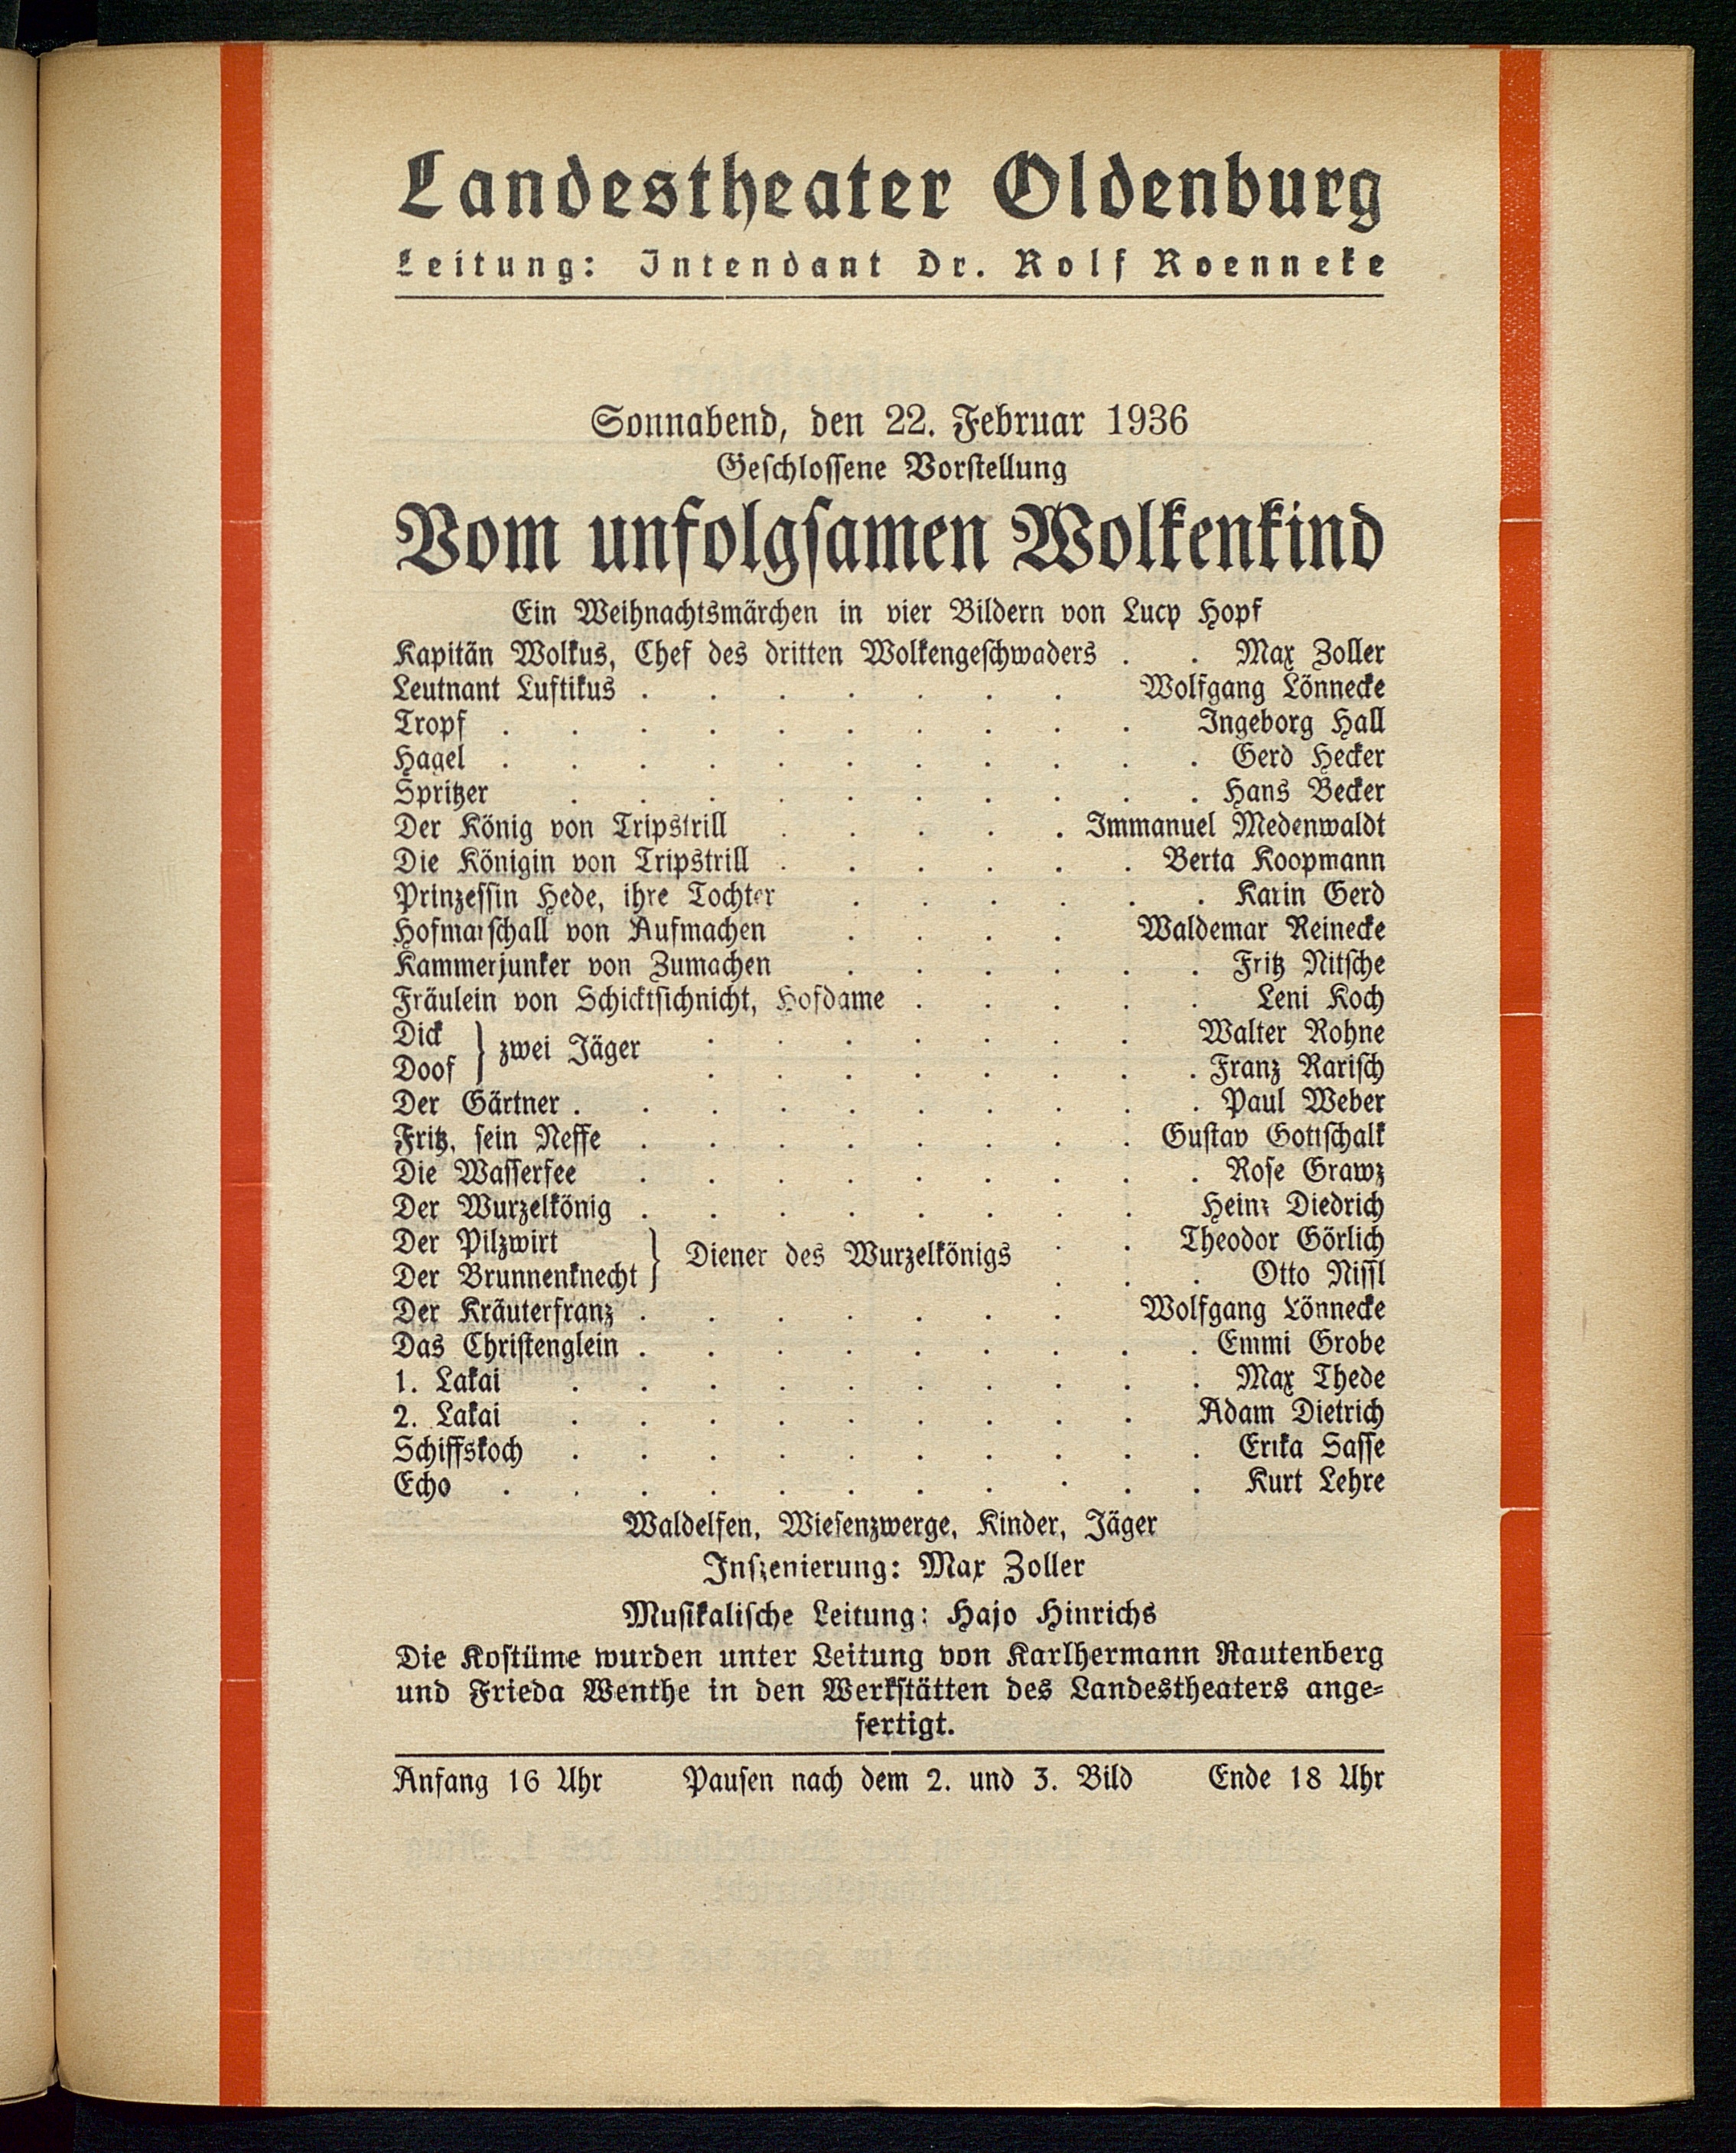 Landestheater Oldenburg
Leitung: Intendant Dr. Rolf Roenneke
Sonnabend, den 22. Februar 1936
Geschlossene Vorstellung
Vom unfolgsamen Wolkenkind
Ein Weihnachtsmärchen in vier Bildern von Lucy Hopf
Kapitän Wolkus, Chef des dritten Wolkengeschwaders . . Max Zoller
Leutnant Luftikus . . . . . . . Wolfgang Lönnecke
Tropf . . . . . . . . . . Ingeborg Hall
Hagel . . . . . . . . . . . Gerd Hecker
Spritzer . . . . . . . . . . Hans Becker
Der König von Tripstrill . . . . . Immanuel Medenwaldt
Die Königin von Tripstrill . . . . . . Berta Koopmann
Prinzessin Hede, ihre Tochter . . . . . . Karin Gerd
Hofmarschall von Aufmachen . . . . Waldemar Reinecke
Kammerjunker von Zumachen . . . . . . Fritz Nitsche
Fräulein von Schicktsichnicht, Hofdame . . . . . Leni Koch
Dick } zwei Jäger . . . . . . . Walter Rohne
Doof } . . . . . . . . Franz Rarisch
Der Gärtner . . . . . . . . . . Paul Weber
Fritz, sein Neffe . . . . . . . . Gustav Gottschalk
Die Wasserfee . . . . . . . . . Rose Grawz
Der Wurzelkönig . . . . . . . . Heinz Diedrich
Der Pilzwirt } Diener des Wurzelkönigs . . Theodor Görlich
Der Brunnenknecht } . . . Otto Nissl
Der Kräuterfranz . . . . . . . Wolfgang Lönnecke
Das Christenglein . . . . . . . . . Emmi Grobe
1. Lakai . . . . . . . . . . Max Thede
2. Lakai . . . . . . . . . Adam Dietrich
Schiffskoch . . . . . . . . . . Erika Sasse
Echo . . . . . . . . . . . Kurt Lehre
Waldelfen, Wiesenzwerge, Kinder, Jäger
Inszenierung: Max Zoller
Musikalische Leitung: Hajo Hinrichs
Die Kostüme wurden unter Leitung von Karlhermann Rautenberg
und Frieda Wenthe in den Werkstätten des Landestheaters ange-
fertigt.
Anfang 16 Uhr Pausen nach dem 2. und 3. Bild Ende 18 Uhr